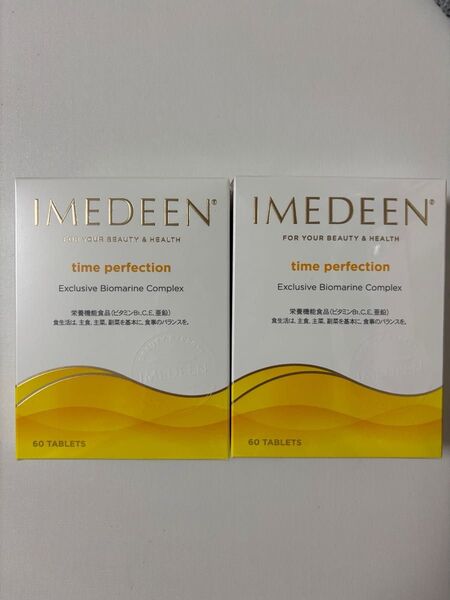 IMEDEEN®
FOR YOUR BEAUTY & HEALTH
time perfection
Exclusive Biomarine Complex
栄養機能食品(ビタミンB1.C.E、亜鉛)
食生活は、主食、主菜、副菜を基本に、食事のバランスを。
IMEDEEN
60 TABLETS
IMEDEEN®
FOR YOUR BEAUTY & HEALTH
time perfection
Exclusive Biomarine Complex
栄養機能食品(ビタミンB1.C.E、亜鉛)
食生活は、主食、主菜、副菜を基本に、食事のバランスを。
60 TABLETS